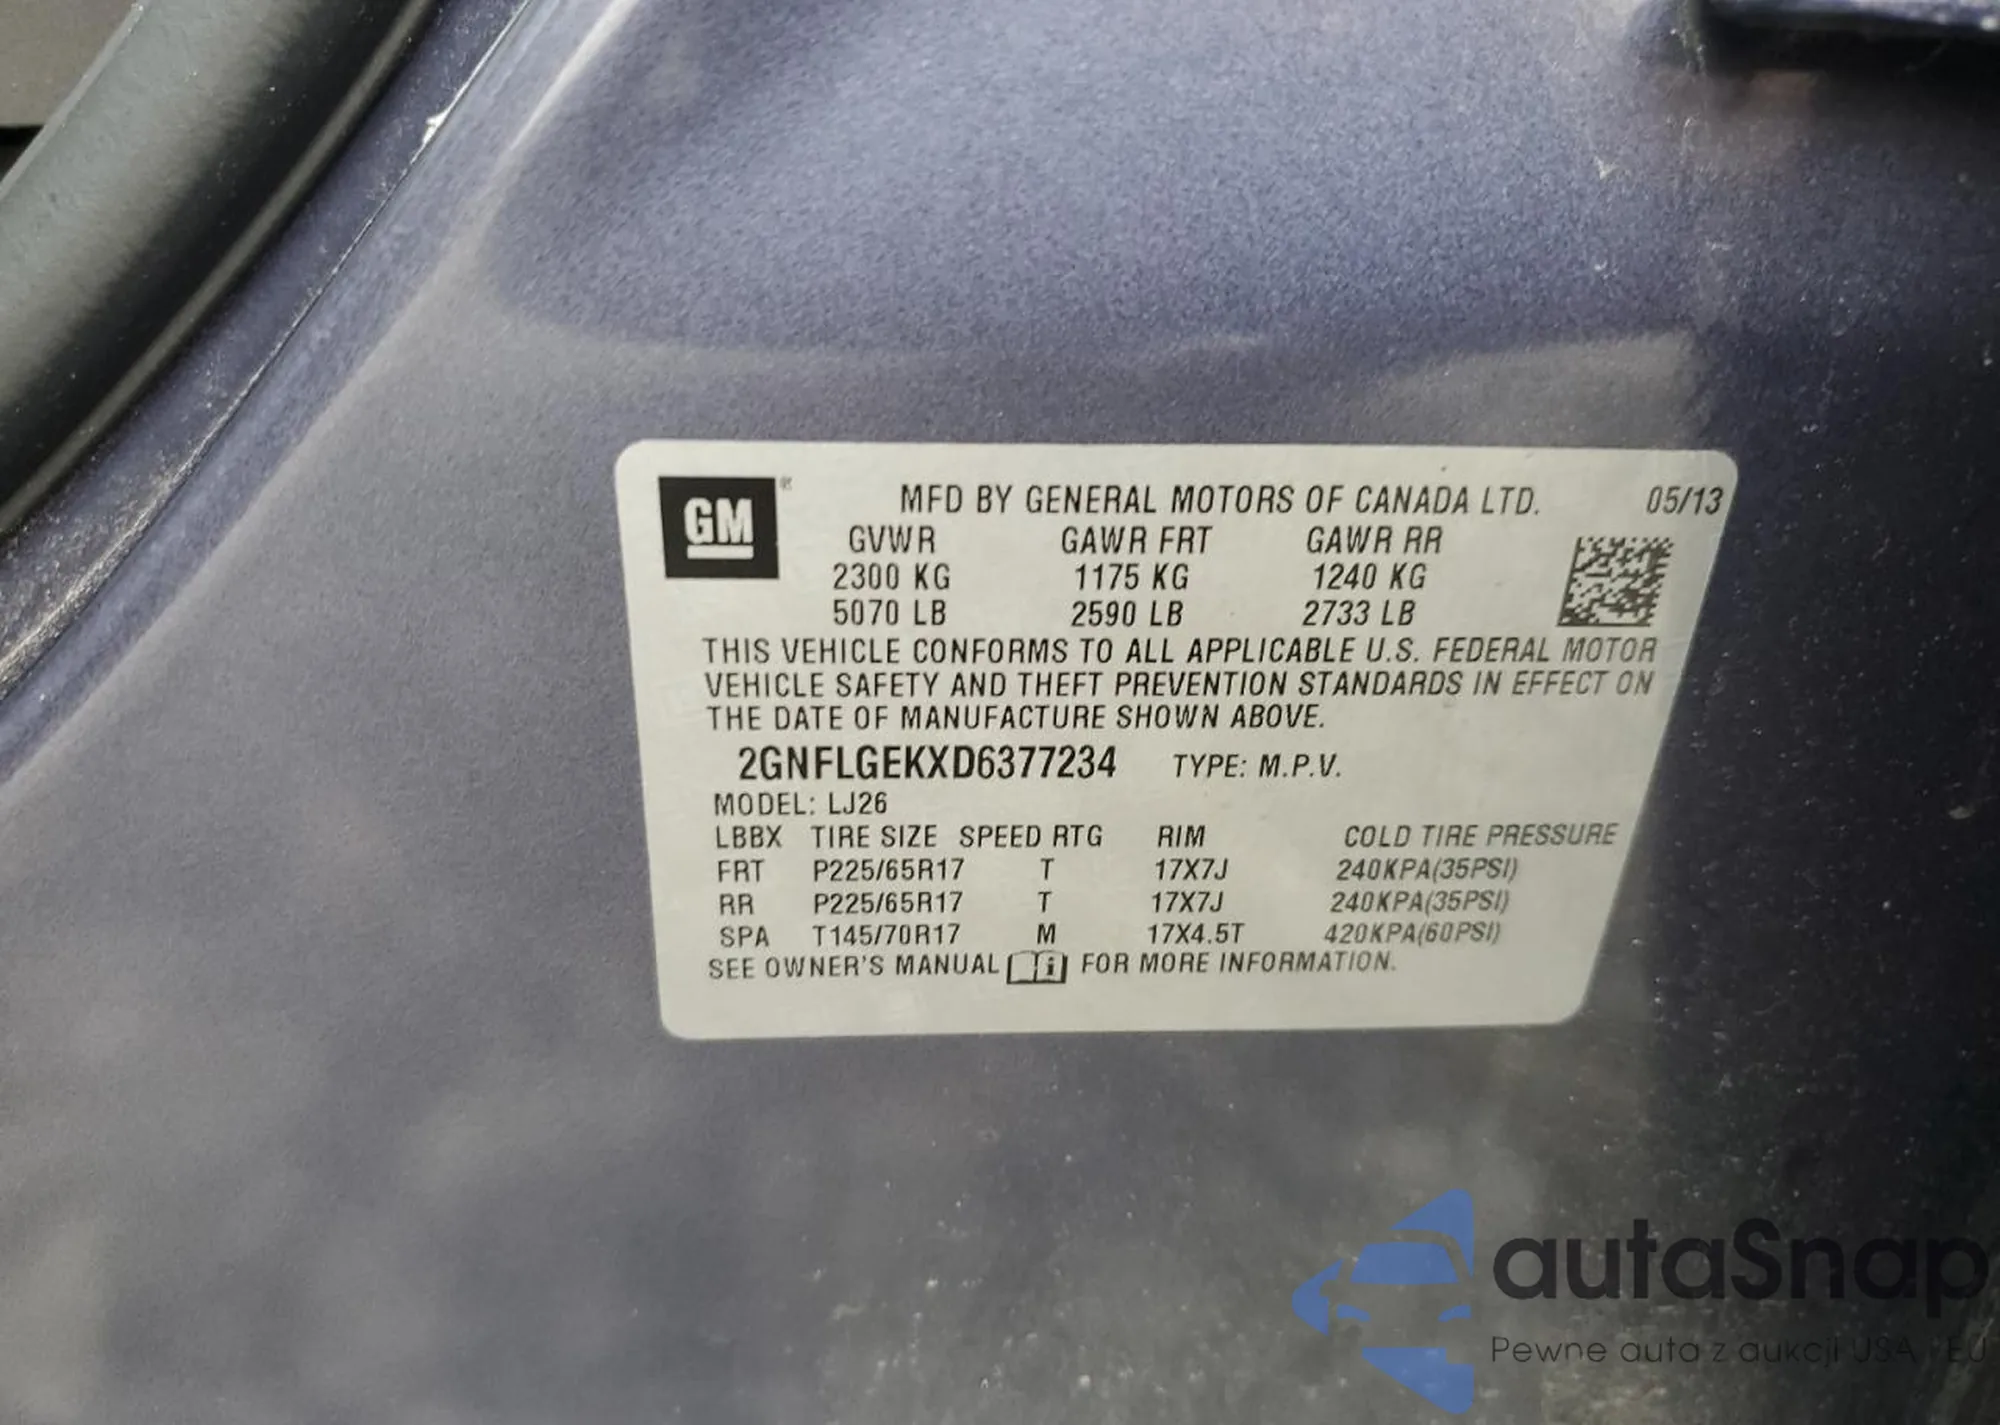 GM®
MFD BY GENERAL MOTORS OF CANADA LTD. 05/13
GVWR GAWR FRT GAWR RR
2300 KG 1175 KG 1240 KG
5070 LB 2590 LB 2733 LB
THIS VEHICLE CONFORMS TO ALL APPLICABLE U.S. FEDERAL MOTOR
VEHICLE SAFETY AND THEFT PREVENTION STANDARDS IN EFFECT ON
THE DATE OF MANUFACTURE SHOWN ABOVE.
2GNFLGEKXD6377234 TYPE: M.P.V.
MODEL: LJ26
LBBX TIRE SIZE SPEED RTG RIM COLD TIRE PRESSURE
FRT P225/65R17 T 17X7J 240KPA(35PSI)
RR P225/65R17 T 17X7J 240KPA(35PSI)
SPA T145/70R17 M 17X4.5T 420KPA(60PSI)
SEE OWNER'S MANUAL i FOR MORE INFORMATION.
autaSnap
Pewne auta z aukcji USA i EU